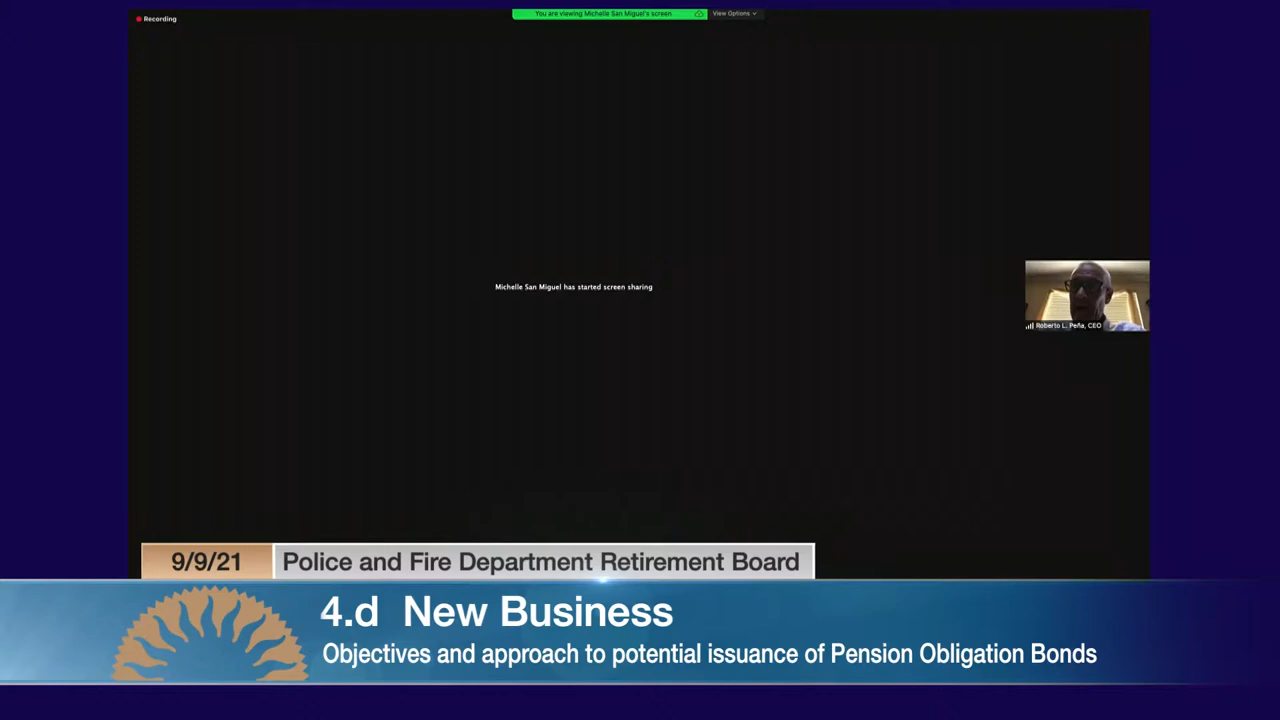 Recording
You are viewing Michelle San Miguel's screen
View Options
Michelle San Miguel has started screen sharing
Roberto L. Peña, CEO
9/9/21
Police and Fire Department Retirement Board
4.d New Business
Objectives and approach to potential issuance of Pension Obligation Bonds